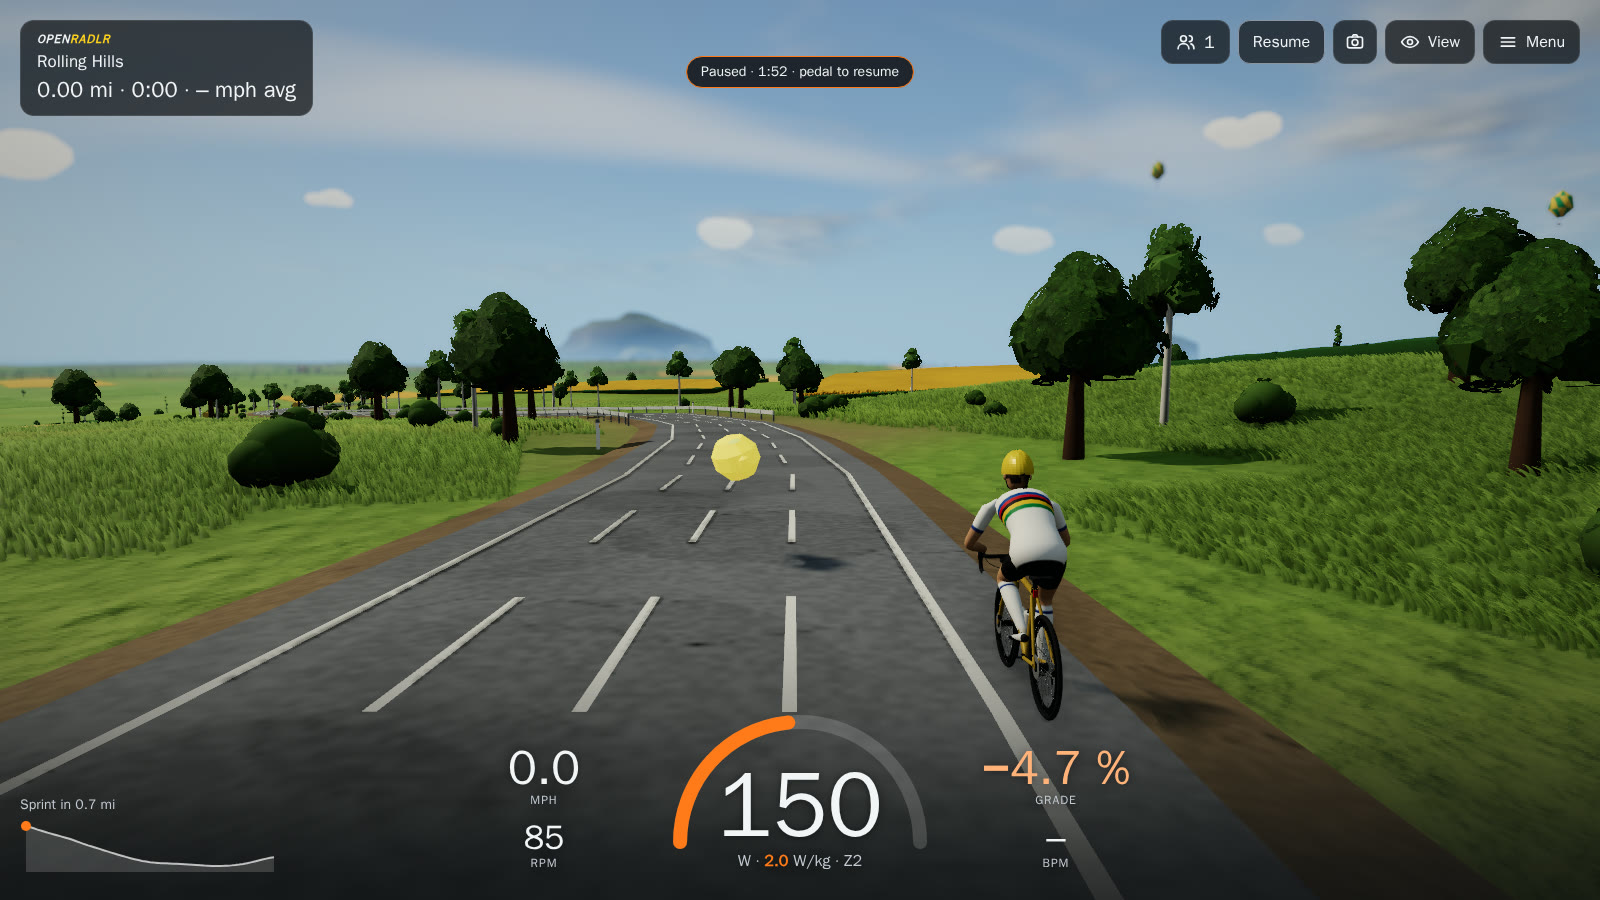 OPENRADLR
Rolling Hills
0.00 mi · 0:00 · – mph avg
Paused · 1:52 · pedal to resume
1
Resume
View
Menu
Sprint in 0.7 mi
0.0
MPH
85
RPM
150
W · 2.0 W/kg · Z2
−4.7 %
GRADE
–
BPM